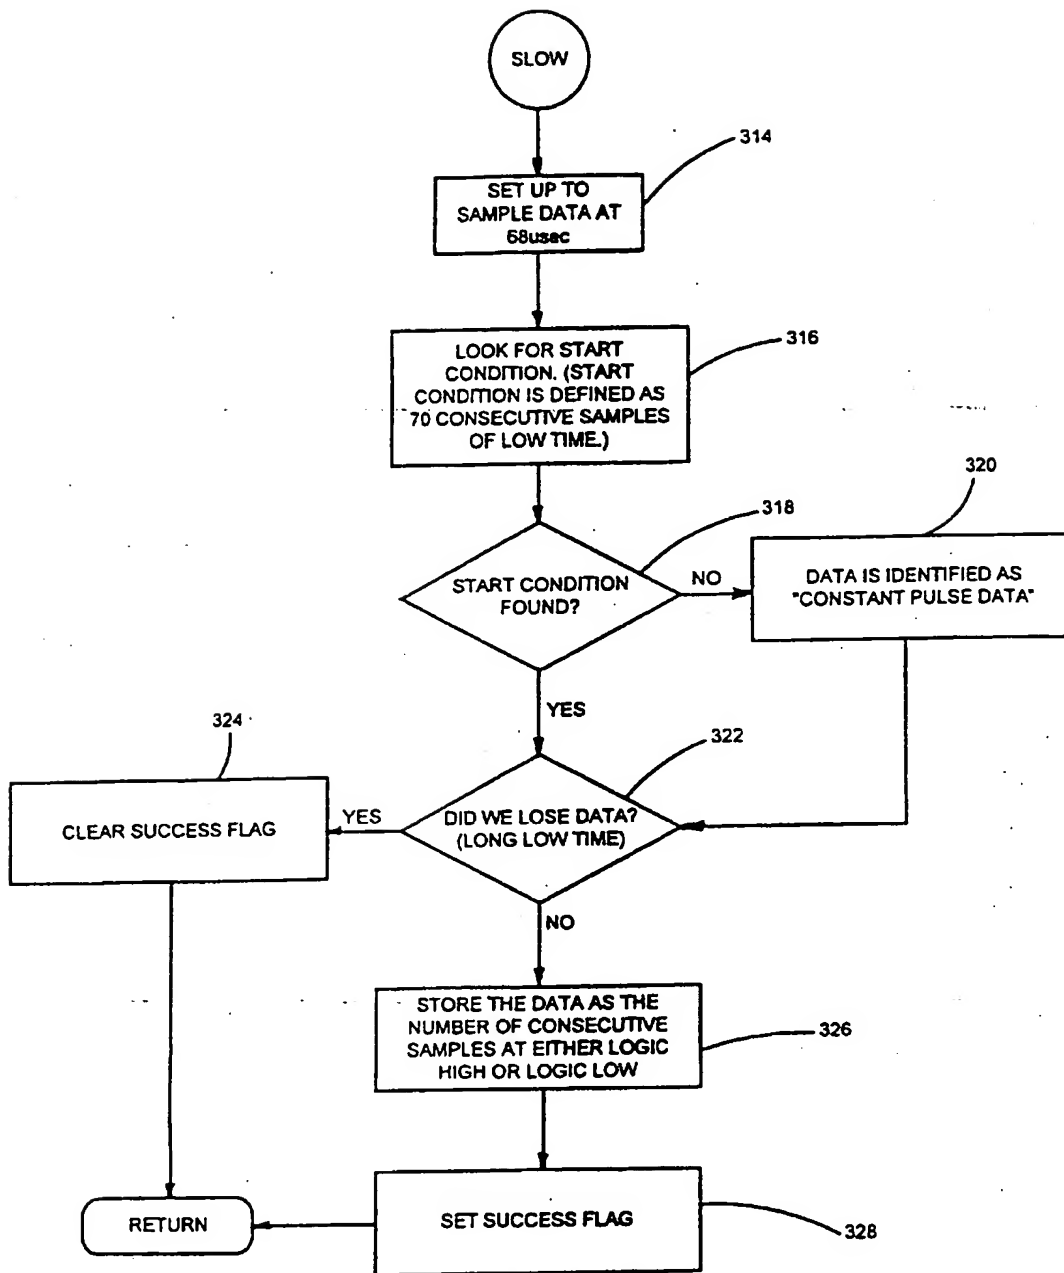 SLOW
314
SET UP TO
SAMPLE DATA AT
68usec
316
LOOK FOR START
CONDITION. (START
CONDITION IS DEFINED AS
70 CONSECUTIVE SAMPLES
OF LOW TIME.)
318
320
START CONDITION
FOUND?
NO
DATA IS IDENTIFIED AS
"CONSTANT PULSE DATA"
YES
324
322
CLEAR SUCCESS FLAG
YES
DID WE LOSE DATA?
(LONG LOW TIME)
NO
STORE THE DATA AS THE
NUMBER OF CONSECUTIVE
SAMPLES AT EITHER LOGIC
HIGH OR LOGIC LOW
326
RETURN
SET SUCCESS FLAG
328